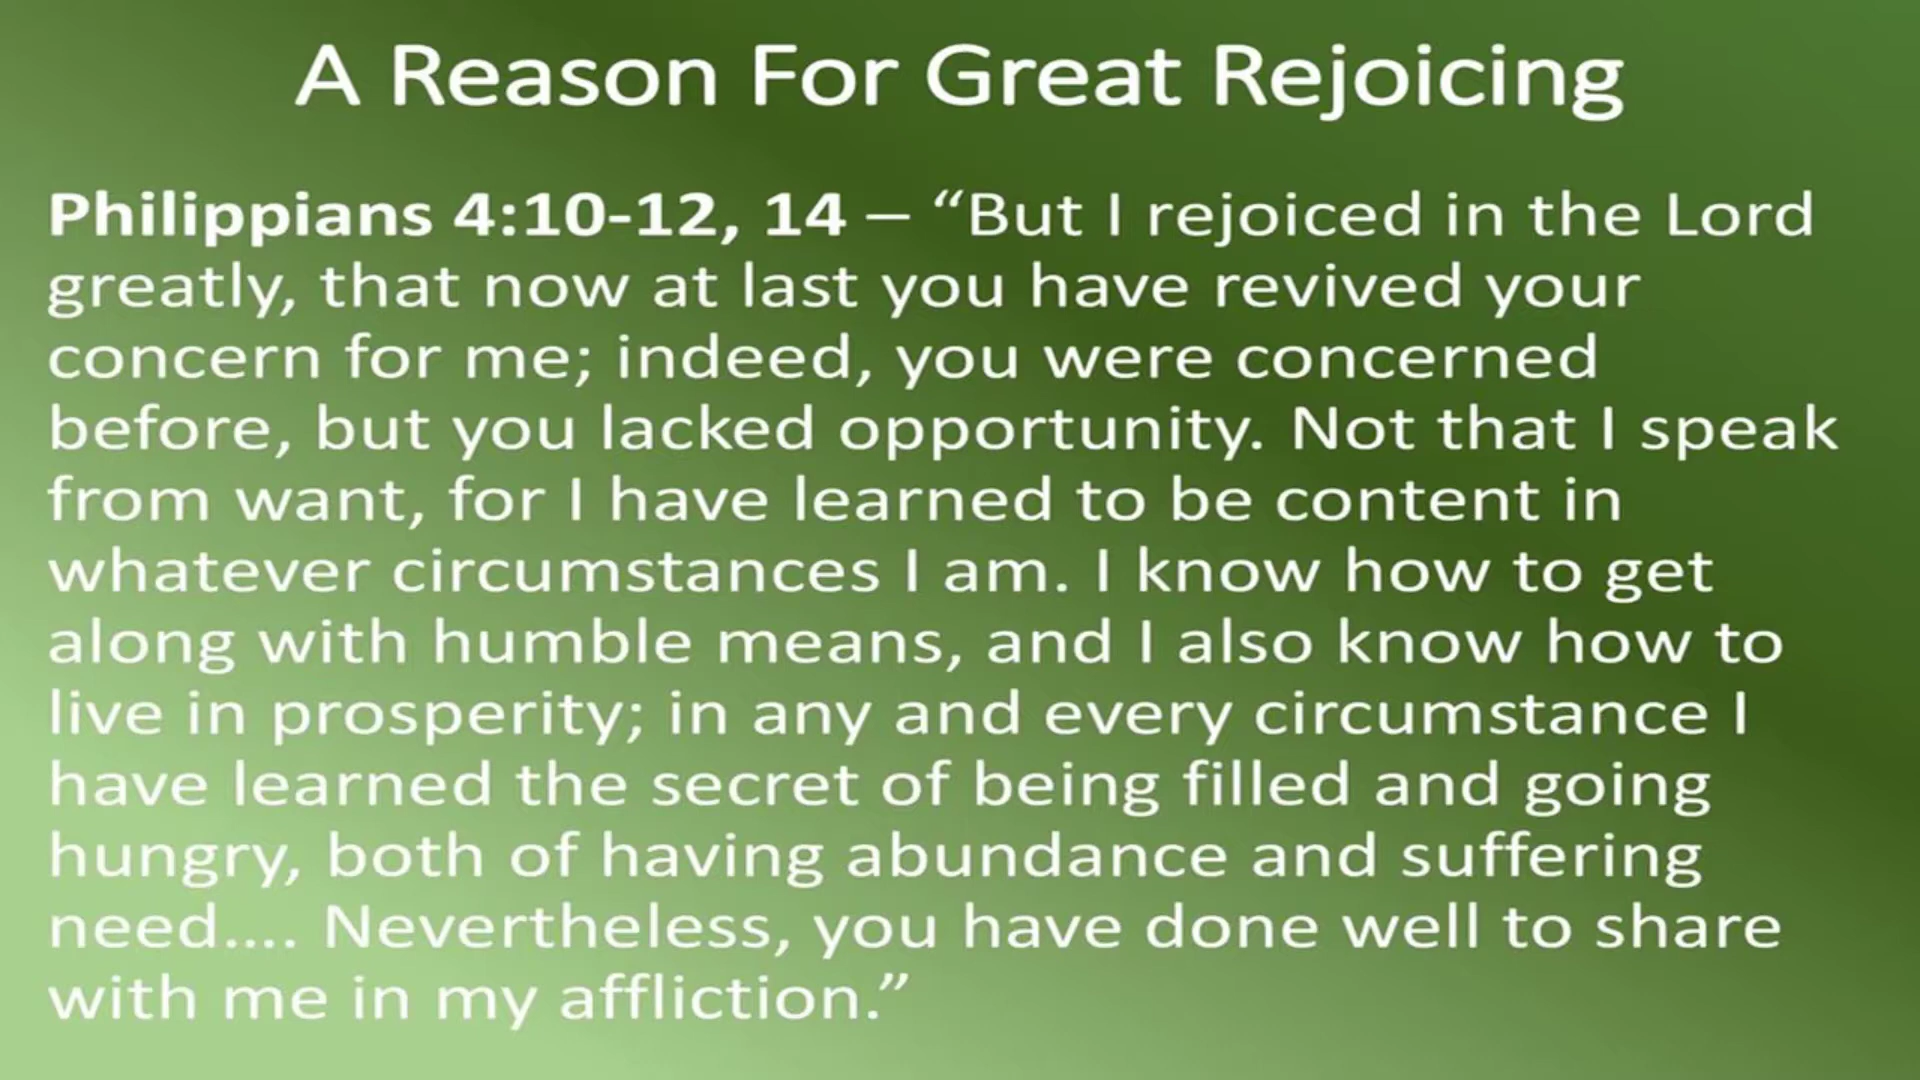 A Reason For Great Rejoicing
Philippians 4:10-12, 14 – “But I rejoiced in the Lord
greatly, that now at last you have revived your
concern for me; indeed, you were concerned
before, but you lacked opportunity. Not that I speak
from want, for I have learned to be content in
whatever circumstances I am. I know how to get
along with humble means, and I also know how to
live in prosperity; in any and every circumstance I
have learned the secret of being filled and going
hungry, both of having abundance and suffering
need…. Nevertheless, you have done well to share
with me in my affliction.”